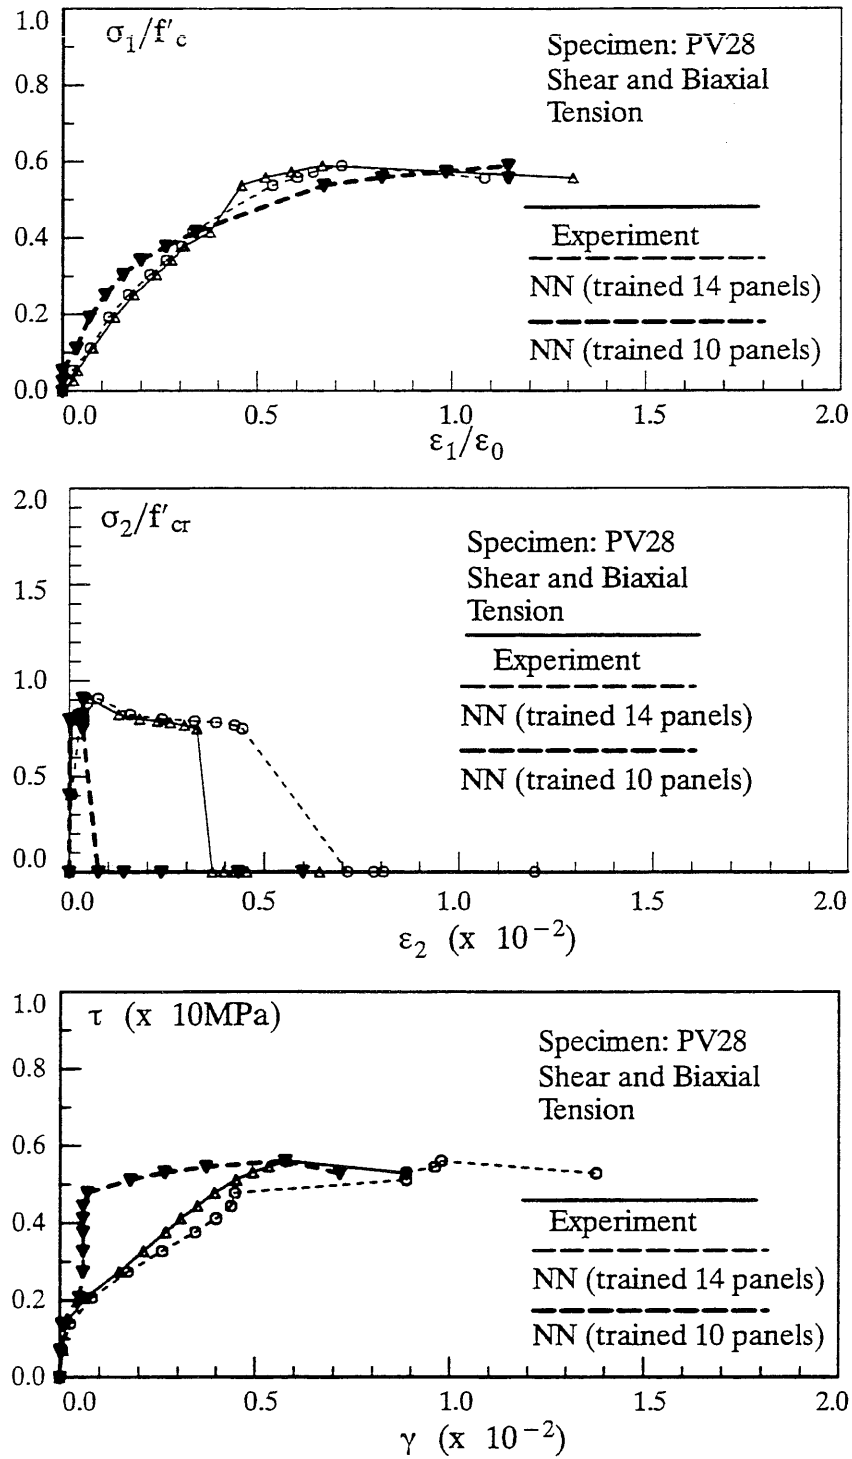 1.0
σ1/f'c
Specimen: PV28
Shear and Biaxial
Tension
0.8
0.6
0.4
Experiment
NN (trained 14 panels)
0.2
NN (trained 10 panels)
0.0
0.0 0.5 1.0 1.5 2.0
ε1/ε0
2.0
σ2/f'cr
Specimen: PV28
Shear and Biaxial
Tension
1.5
Experiment
1.0
NN (trained 14 panels)
0.5
NN (trained 10 panels)
0.0
0.0 0.5 1.0 1.5 2.0
ε2 (x 10-2)
1.0
τ (x 10MPa)
Specimen: PV28
Shear and Biaxial
Tension
0.8
0.6
0.4
Experiment
NN (trained 14 panels)
0.2
NN (trained 10 panels)
0.0
0.0 0.5 1.0 1.5 2.0
γ (x 10-2)